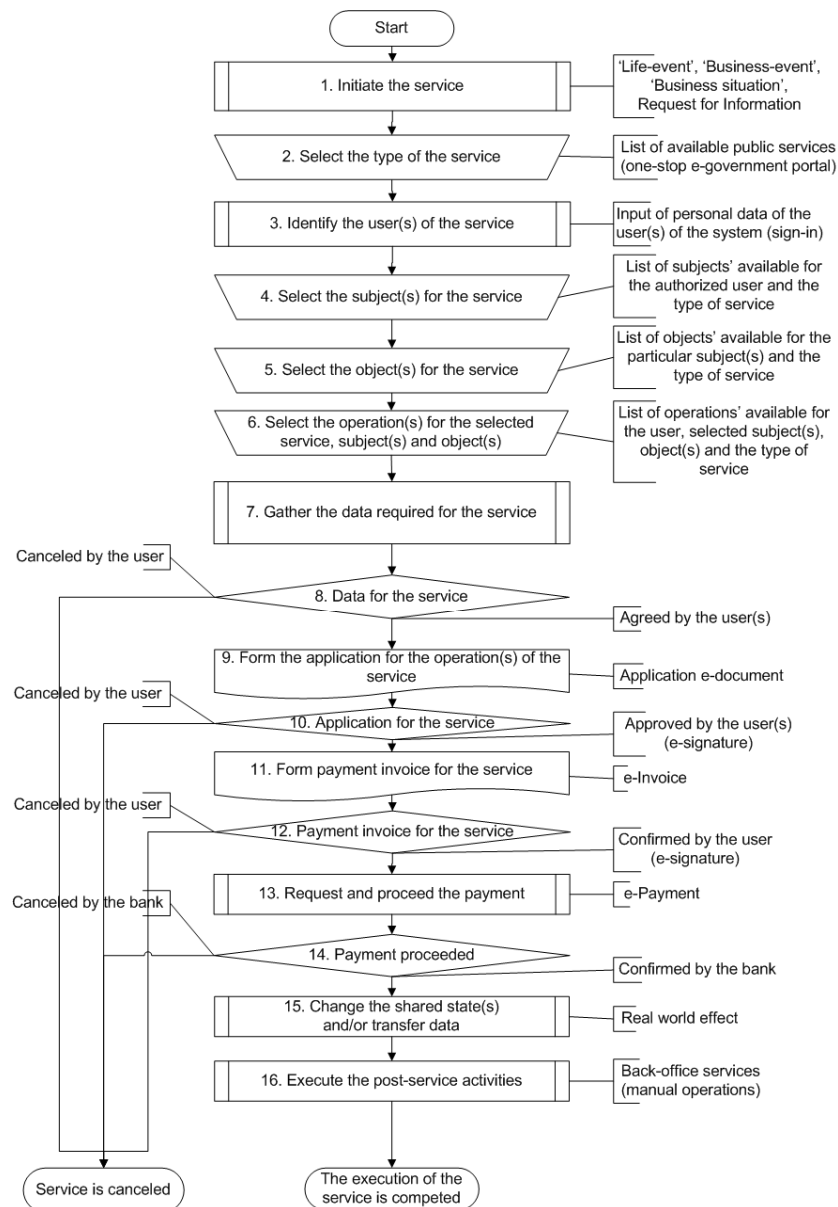 Start
1. Initiate the service
'Life-event', 'Business-event',
'Business situation',
Request for Information
2. Select the type of the service
List of available public services
(one-stop e-government portal)
3. Identify the user(s) of the service
Input of personal data of the
user(s) of the system (sign-in)
4. Select the subject(s) for the service
List of subjects' available for
the authorized user and the
type of service
5. Select the object(s) for the service
List of objects' available for the
particular subject(s) and the
type of service
6. Select the operation(s) for the selected
service, subject(s) and object(s)
List of operations' available for
the user, selected subject(s),
object(s) and the type of
service
7. Gather the data required for the service
Canceled by the user
8. Data for the service
Agreed by the user(s)
9. Form the application for the operation(s) of the
service
Application e-document
Canceled by the user
10. Application for the service
Approved by the user(s)
(e-signature)
11. Form payment invoice for the service
e-Invoice
Canceled by the user
12. Payment invoice for the service
Confirmed by the user
(e-signature)
13. Request and proceed the payment
e-Payment
Canceled by the bank
14. Payment proceeded
Confirmed by the bank
15. Change the shared state(s)
and/or transfer data
Real world effect
16. Execute the post-service activities
Back-office services
(manual operations)
Service is canceled
The execution of the
service is competed